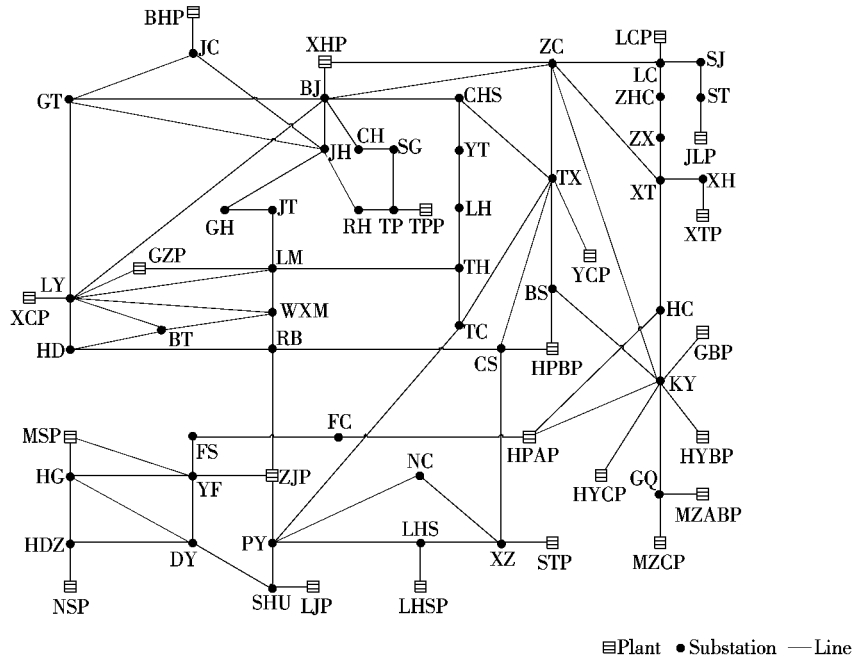 BHP
JC
XHP
ZC
LCP
SJ
LC
GT
BJ
CHS
ZHC
ST
CH
SG
JH
YT
ZX
JLP
TX
XT
XH
GH
JT
RH
TP
TPP
LH
XTP
GZP
LM
TH
YCP
LY
BS
XCP
WXM
HC
BT
TC
GBP
HD
RB
CS
HPBP
KY
MSP
FC
FS
HPAP
HYBP
HG
YF
ZJP
NC
HYCP
GQ
MZABP
HDZ
DY
PY
LHS
XZ
STP
MZCP
NSP
SHU
LJP
LHSP
Plant Substation Line